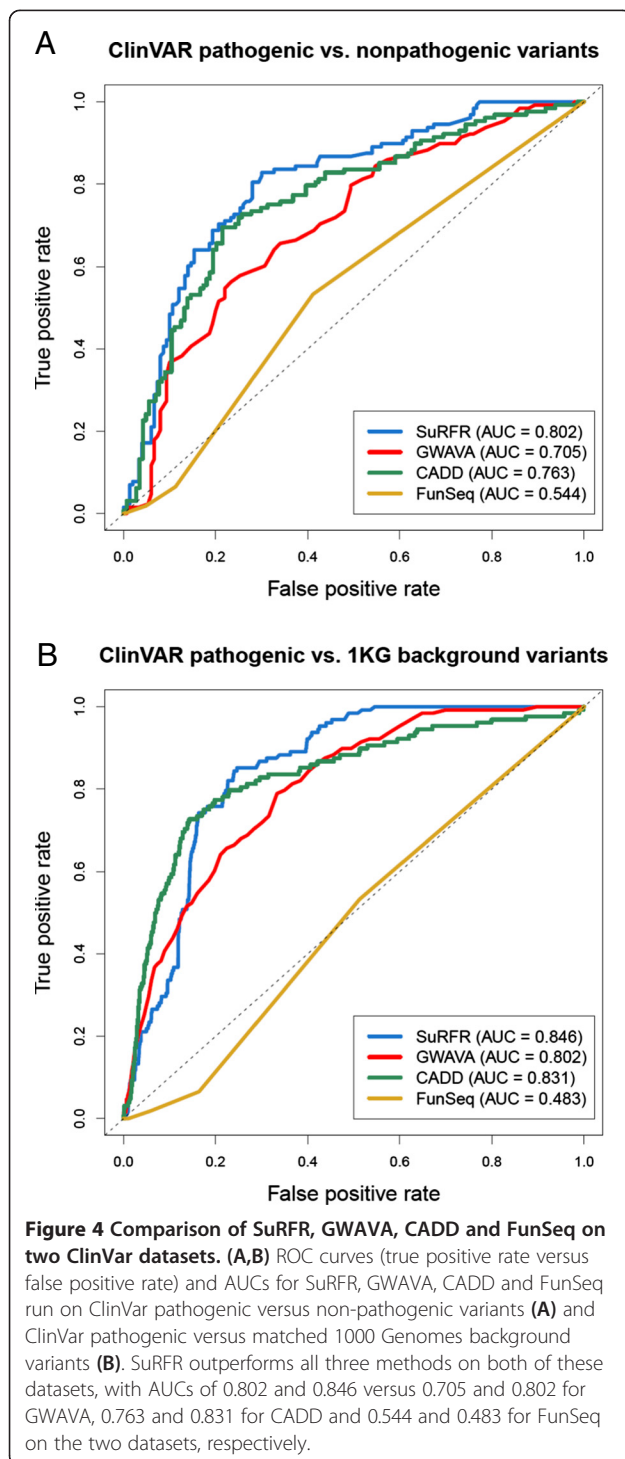 A
ClinVAR pathogenic vs. nonpathogenic variants
True positive rate
1.0
0.8
0.6
0.4
0.2
0.0
SuRFR (AUC = 0.802)
GWAVA (AUC = 0.705)
CADD (AUC = 0.763)
FunSeq (AUC = 0.544)
0.0 0.2 0.4 0.6 0.8 1.0
False positive rate
B
ClinVAR pathogenic vs. 1KG background variants
True positive rate
1.0
0.8
0.6
0.4
0.2
0.0
SuRFR (AUC = 0.846)
GWAVA (AUC = 0.802)
CADD (AUC = 0.831)
FunSeq (AUC = 0.483)
0.0 0.2 0.4 0.6 0.8 1.0
False positive rate
Figure 4 Comparison of SuRFR, GWAVA, CADD and FunSeq on
two ClinVar datasets. (A,B) ROC curves (true positive rate versus
false positive rate) and AUCs for SuRFR, GWAVA, CADD and FunSeq
run on ClinVar pathogenic versus non-pathogenic variants (A) and
ClinVar pathogenic versus matched 1000 Genomes background
variants (B). SuRFR outperforms all three methods on both of these
datasets, with AUCs of 0.802 and 0.846 versus 0.705 and 0.802 for
GWAVA, 0.763 and 0.831 for CADD and 0.544 and 0.483 for FunSeq
on the two datasets, respectively.